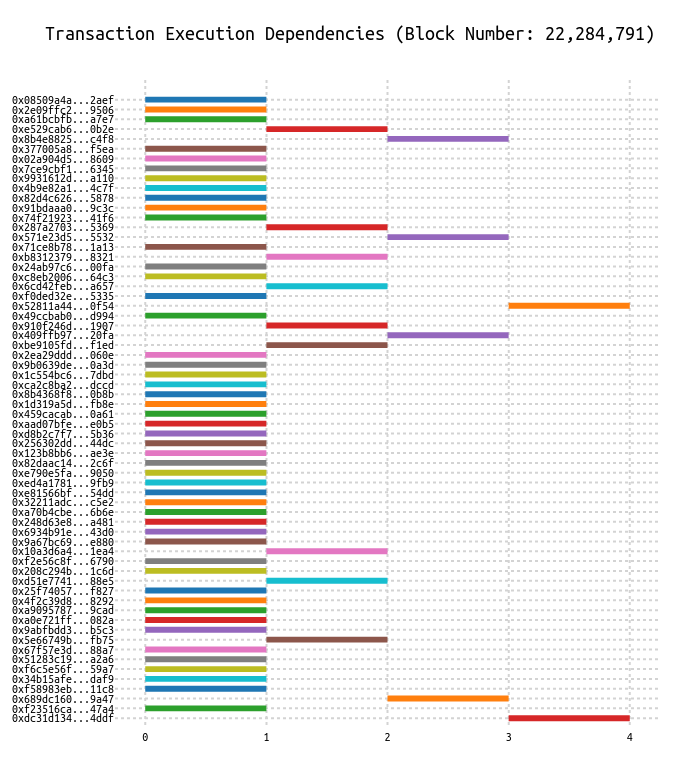 Transaction Execution Dependencies (Block Number: 22,284,791)
0x08509a4a...2aef
0x2e09ffc2...9506
0xa61bcbfb...a7e7
0xe529cab6...0b2e
0x8b4e8825...c4f8
0x377005a8...f5ea
0x02a904d5...8609
0x7ce9cbf1...6345
0x9931612d...a110
0x4b9e82a1...4c7f
0x82d4c626...5878
0x91bdaaa0...9c3c
0x74f21923...41f6
0x287a2703...5369
0x571e23d5...5532
0x71ce8b78...1a13
0xb8312379...8321
0x24ab97c6...00fa
0xc8eb2006...64c3
0x6cd42feb...a657
0xf0ded32e...5335
0x52811a44...0f54
0x49ccbab0...d994
0x910f246d...1907
0x409ffb97...20fa
0xbe9105fd...f1ed
0x2ea29ddd...060e
0x9b0639de...0a3d
0x1c554bc6...7dbd
0xca2c8ba2...dccd
0x8b4368f8...0b8b
0x1d319a5d...fb8e
0x459cacab...0a61
0xaad07bfe...e0b5
0xd8b2c7f7...5b36
0x256302dd...44dc
0x123b8bb6...ae3e
0x82daac14...2c6f
0xe790e5fa...9050
0xed4a1781...9fb9
0xe81566bf...54dd
0x32211adc...c5e2
0xa70b4cbe...6b6e
0x248d63e8...a481
0x6934b91e...43d0
0x9a67bc69...e880
0x10a3d6a4...1ea4
0xf2e56c8f...6790
0x208c294b...1c6d
0xd51e7741...88e5
0x25f74057...f827
0x4f2c39d8...8292
0xa9095787...9cad
0xa0e721ff...082a
0x9abfbdd3...b5c3
0x5e66749b...fb75
0x67f57e3d...88a7
0x51283c19...a2a6
0xf6c5e56f...59a7
0x34b15afe...daf9
0xf58983eb...11c8
0x689dc160...9a47
0xf23516ca...47a4
0xdc31d134...4ddf
0 1 2 3 4